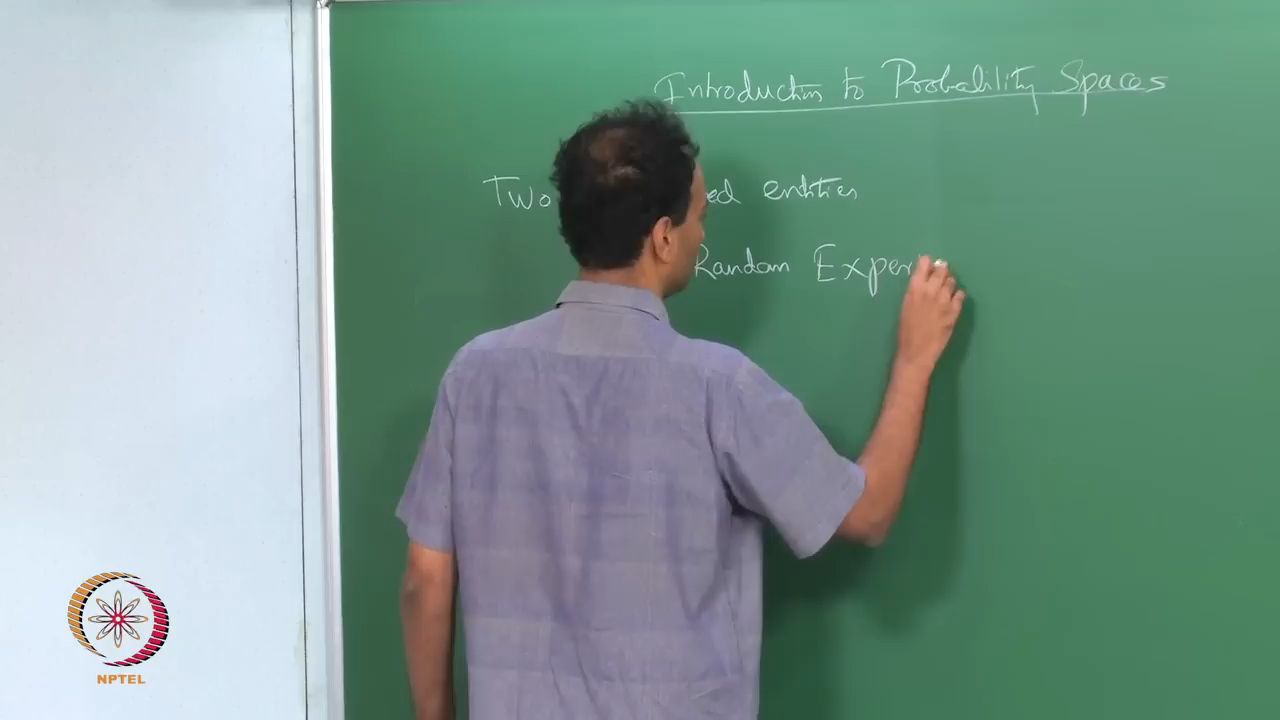 Introduction to Probability Spaces
Two ed entities
Random Exper
NPTEL